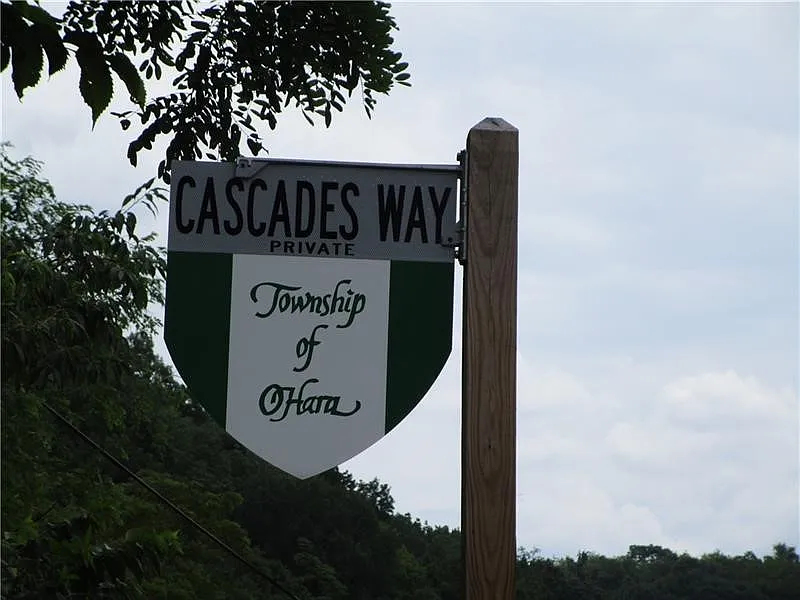 CASCADES WAY.
PRIVATE
Township
of
O'Hara